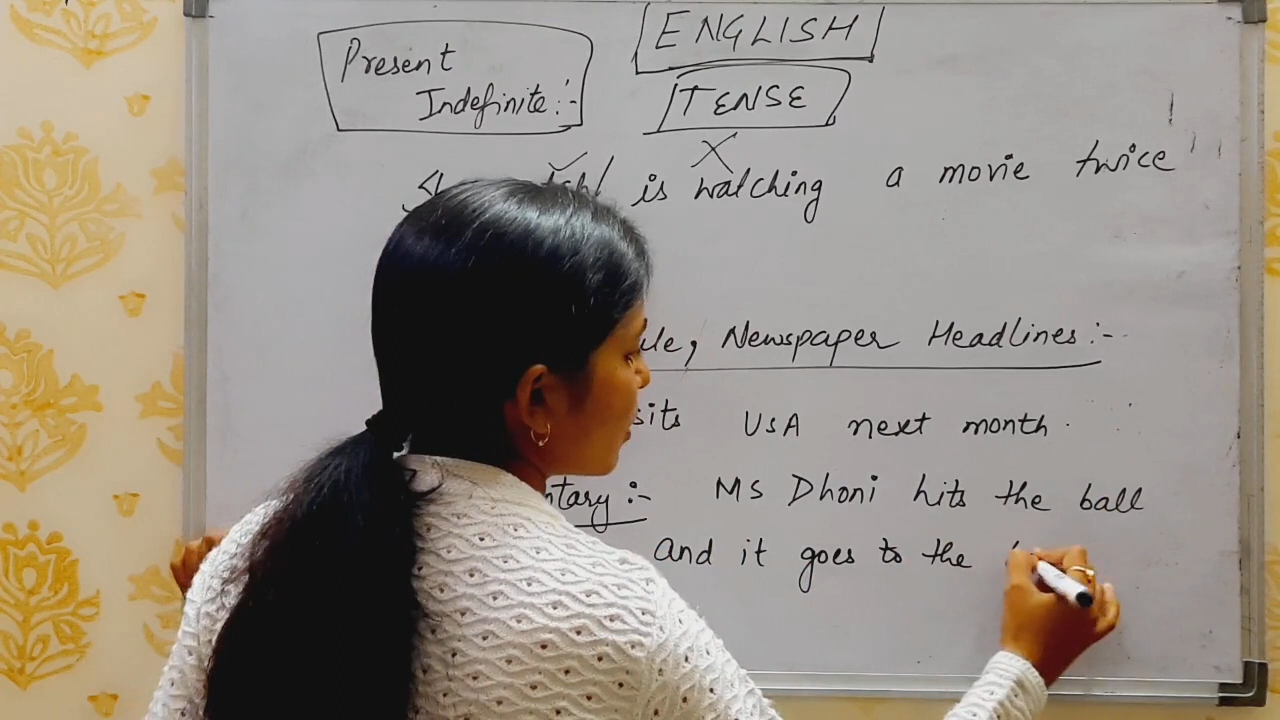 ENGLISH
Present
Indefinite:-
TENSE
is watching a movie twice
Newspaper Headlines:-
USA next month.
:- MS Dhoni hits the ball
and it goes to the